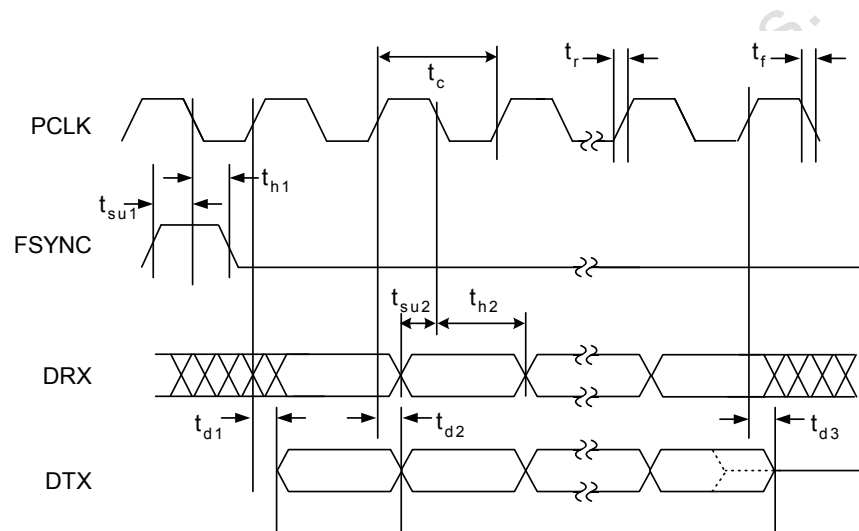 t_r
t_f
t_c
PCLK
t_h1
t_su1
FSYNC
t_su2
t_h2
DRX
t_d1
t_d2
t_d3
DTX